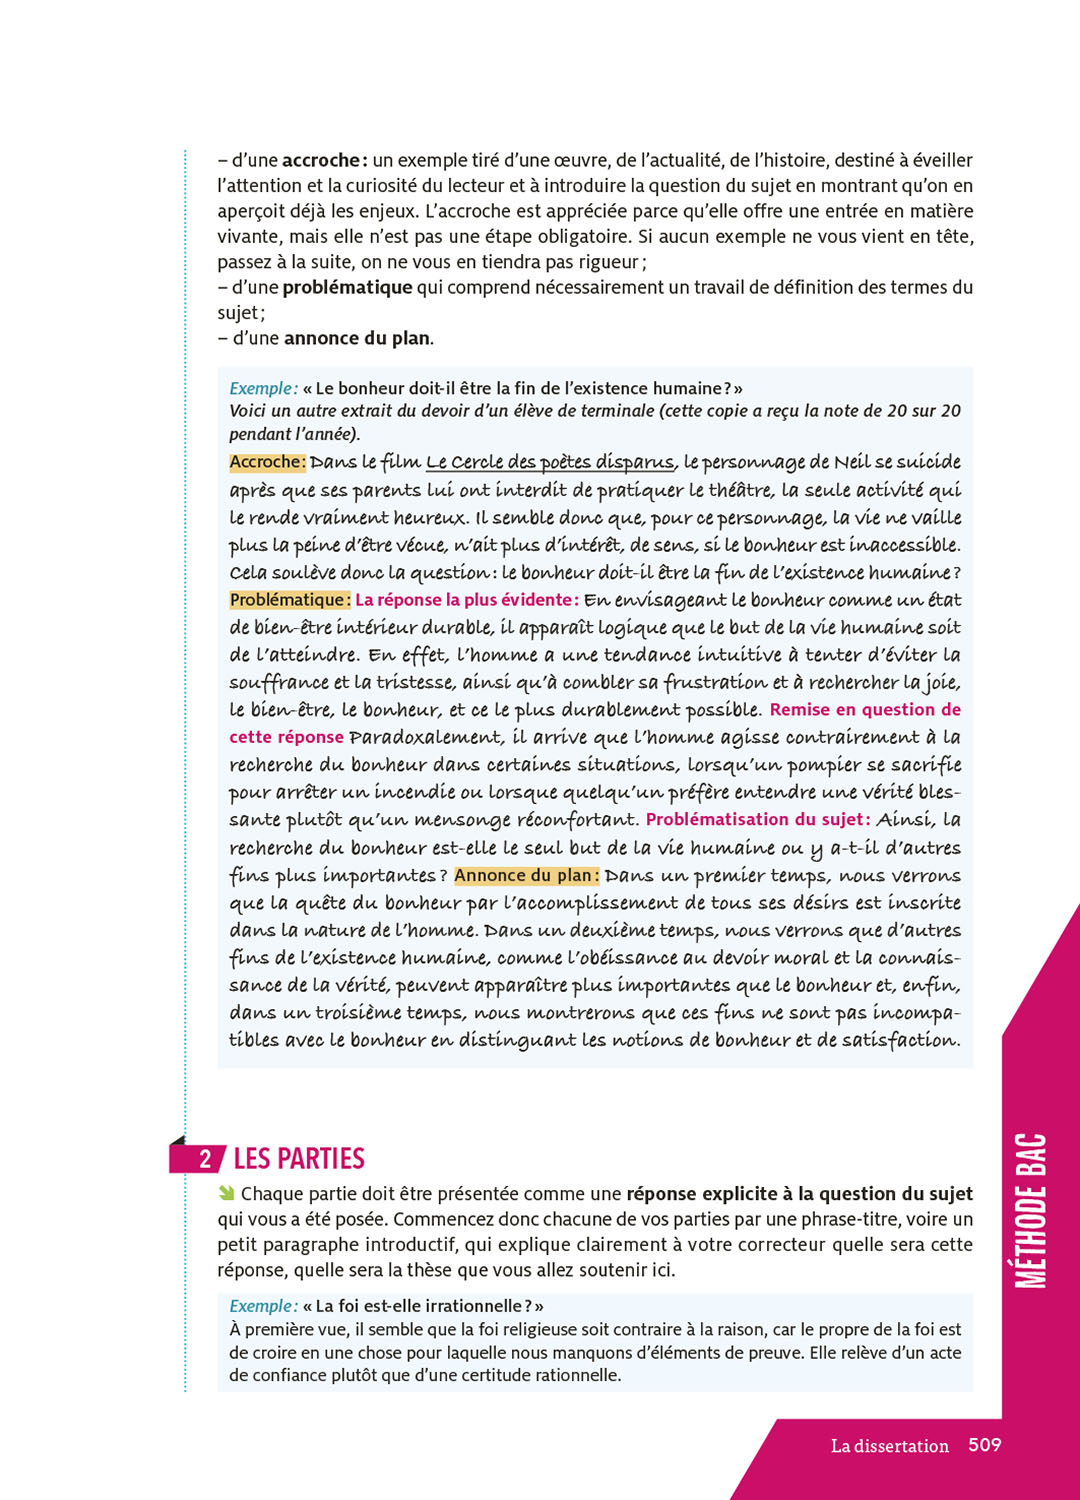 – d'une accroche : un exemple tiré d'une œuvre, de l'actualité, de l'histoire, destiné à éveiller
l'attention et la curiosité du lecteur et à introduire la question du sujet en montrant qu'on en
aperçoit déjà les enjeux. L'accroche est appréciée parce qu'elle offre une entrée en matière
vivante, mais elle n'est pas une étape obligatoire. Si aucun exemple ne vous vient en tête,
passez à la suite, on ne vous en tiendra pas rigueur ;
– d'une problématique qui comprend nécessairement un travail de définition des termes du
sujet ;
– d'une annonce du plan.
Exemple : « Le bonheur doit-il être la fin de l'existence humaine ? »
Voici un autre extrait du devoir d'un élève de terminale (cette copie a reçu la note de 20 sur 20
pendant l'année).
Accroche : Dans le film Le Cercle des poètes disparus, le personnage de Neil se suicide
après que ses parents lui ont interdit de pratiquer le théâtre, la seule activité qui
le rende vraiment heureux. Il semble donc que, pour ce personnage, la vie ne vaille
plus la peine d'être vécue, n'ait plus d'intérêt, de sens, si le bonheur est inaccessible.
Cela soulève donc la question : le bonheur doit-il être la fin de l'existence humaine ?
Problématique : La réponse la plus évidente : En envisageant le bonheur comme un état
de bien-être intérieur durable, il apparaît logique que le but de la vie humaine soit
de l'atteindre. En effet, l'homme a une tendance intuitive à tenter d'éviter la
souffrance et la tristesse, ainsi qu'à combler sa frustration et à rechercher la joie,
le bien-être, le bonheur, et ce le plus durablement possible. Remise en question de
cette réponse Paradoxalement, il arrive que l'homme agisse contrairement à la
recherche du bonheur dans certaines situations, lorsqu'un pompier se sacrifie
pour arrêter un incendie ou lorsque quelqu'un préfère entendre une vérité bles-
sante plutôt qu'un mensonge réconfortant. Problématisation du sujet : Ainsi, la
recherche du bonheur est-elle le seul but de la vie humaine ou y a-t-il d'autres
fins plus importantes ? Annonce du plan : Dans un premier temps, nous verrons
que la quête du bonheur par l'accomplissement de tous ses désirs est inscrite
dans la nature de l'homme. Dans un deuxième temps, nous verrons que d'autres
fins de l'existence humaine, comme l'obéissance au devoir moral et la connais-
sance de la vérité, peuvent apparaître plus importantes que le bonheur et, enfin,
dans un troisième temps, nous montrerons que ces fins ne sont pas incompa-
tibles avec le bonheur en distinguant les notions de bonheur et de satisfaction.
2 LES PARTIES
Chaque partie doit être présentée comme une réponse explicite à la question du sujet
qui vous a été posée. Commencez donc chacune de vos parties par une phrase-titre, voire un
petit paragraphe introductif, qui explique clairement à votre correcteur quelle sera cette
réponse, quelle sera la thèse que vous allez soutenir ici.
Exemple : « La foi est-elle irrationnelle ? »
À première vue, il semble que la foi religieuse soit contraire à la raison, car le propre de la foi est
de croire en une chose pour laquelle nous manquons d'éléments de preuve. Elle relève d'un acte
de confiance plutôt que d'une certitude rationnelle.
MÉTHODE BAC
La dissertation 509